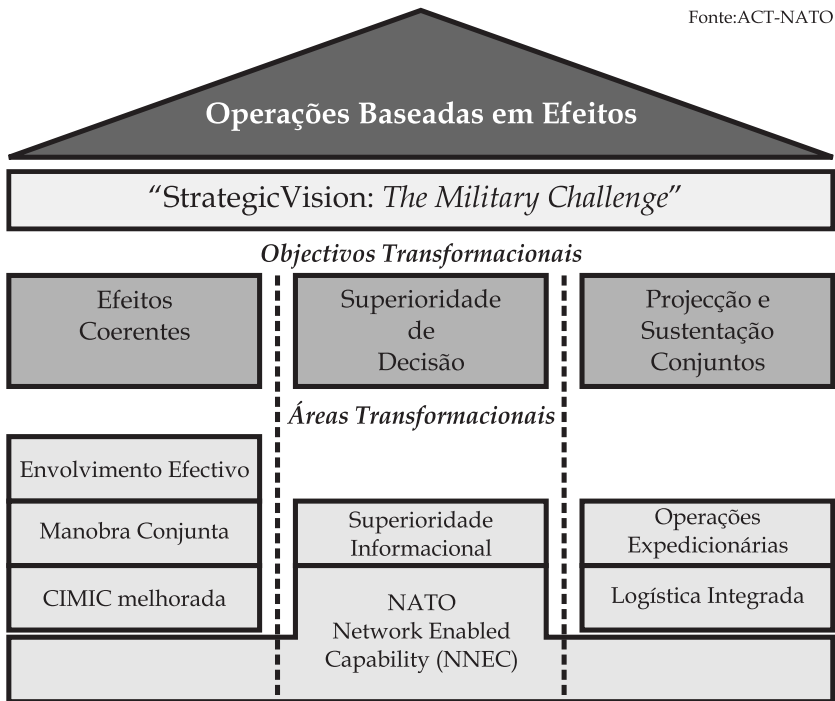 Fonte:ACT-NATO
Operações Baseadas em Efeitos
“StrategicVision: The Military Challenge”
Objectivos Transformacionais
Efeitos
Coerentes
Superioridade
de
Decisão
Projecção e
Sustentação
Conjuntos
Áreas Transformacionais
Envolvimento Efectivo
Manobra Conjunta
CIMIC melhorada
Superioridade
Informacional
NATO
Network Enabled
Capability (NNEC)
Operações
Expedicionárias
Logística Integrada